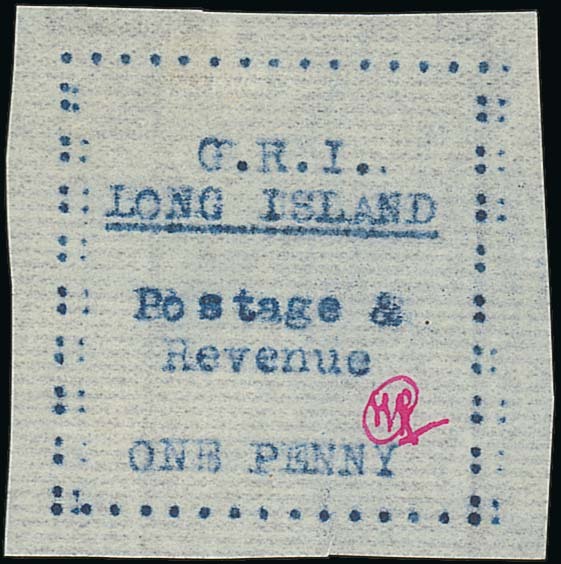 G.R.I.
LONG ISLAND
Postage &
Revenue
ONE PENNY